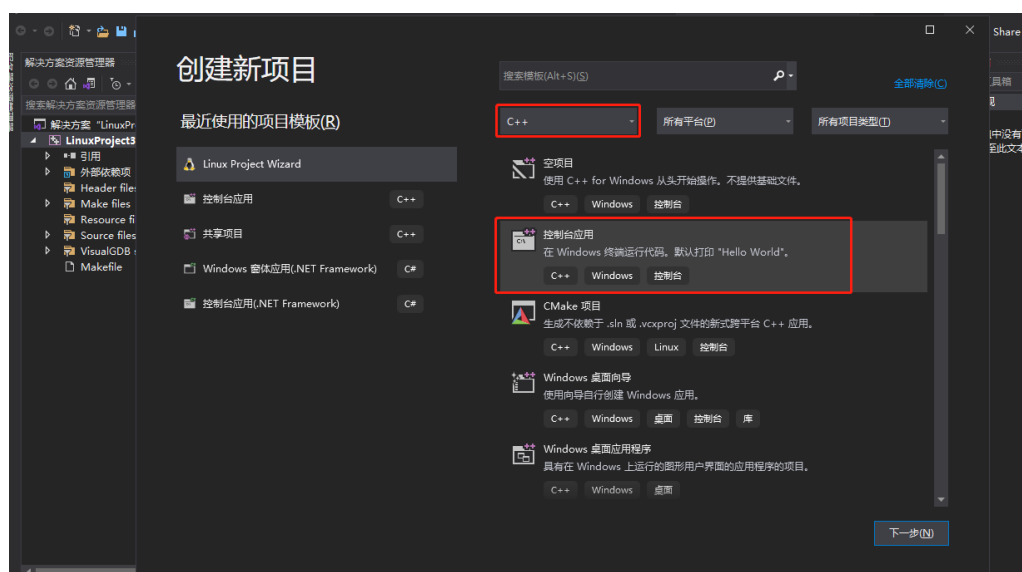 Share
解决方案资源管理器
创建新项目
搜索模板(Alt+S)(S)
全部清除(C)
具箱
搜索解决方案资源管理器
最近使用的项目模板(R)
C++
所有平台(P)
所有项目类型(T)
解决方案 "LinuxPr
LinuxProject3
中没有
至此文本
引用
外部依赖项
Header files
Make files
Resource fi
Source files
VisualGDB
Makefile
Linux Project Wizard
控制台应用 C++
共享项目 C++
Windows 窗体应用(.NET Framework) C#
控制台应用(.NET Framework) C#
空项目
使用 C++ for Windows 从头开始操作。不提供基础文件。
C++ Windows 控制台
控制台应用
在 Windows 终端运行代码。默认打印 "Hello World"。
C++ Windows 控制台
CMake 项目
生成不依赖于 .sln 或 .vcxproj 文件的新式跨平台 C++ 应用。
C++ Windows Linux 控制台
Windows 桌面向导
使用向导自行创建 Windows 应用。
C++ Windows 桌面 控制台 库
Windows 桌面应用程序
具有在 Windows 上运行的图形用户界面的应用程序的项目。
C++ Windows 桌面
下一步(N)